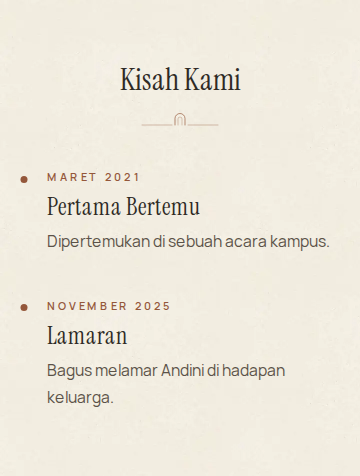 Kisah Kami
MARET 2021
Pertama Bertemu
Dipertemukan di sebuah acara kampus.
NOVEMBER 2025
Lamaran
Bagus melamar Andini di hadapan
keluarga.